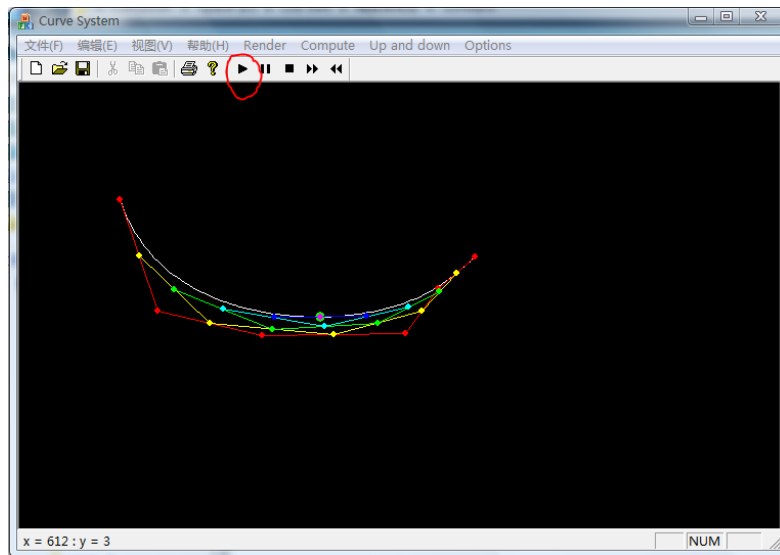 Curve System
文件(F) 编辑(E) 视图(V) 帮助(H) Render Compute Up and down Options
x = 612 : y = 3 NUM